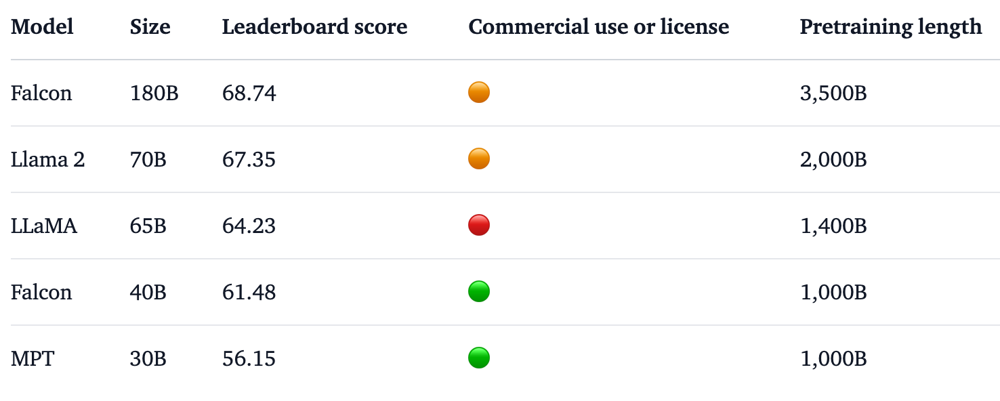 Model Size Leaderboard score Commercial use or license Pretraining length
Falcon 180B 68.74 🟠 3,500B
Llama 2 70B 67.35 🟠 2,000B
LLaMA 65B 64.23 🔴 1,400B
Falcon 40B 61.48 🟢 1,000B
MPT 30B 56.15 🟢 1,000B